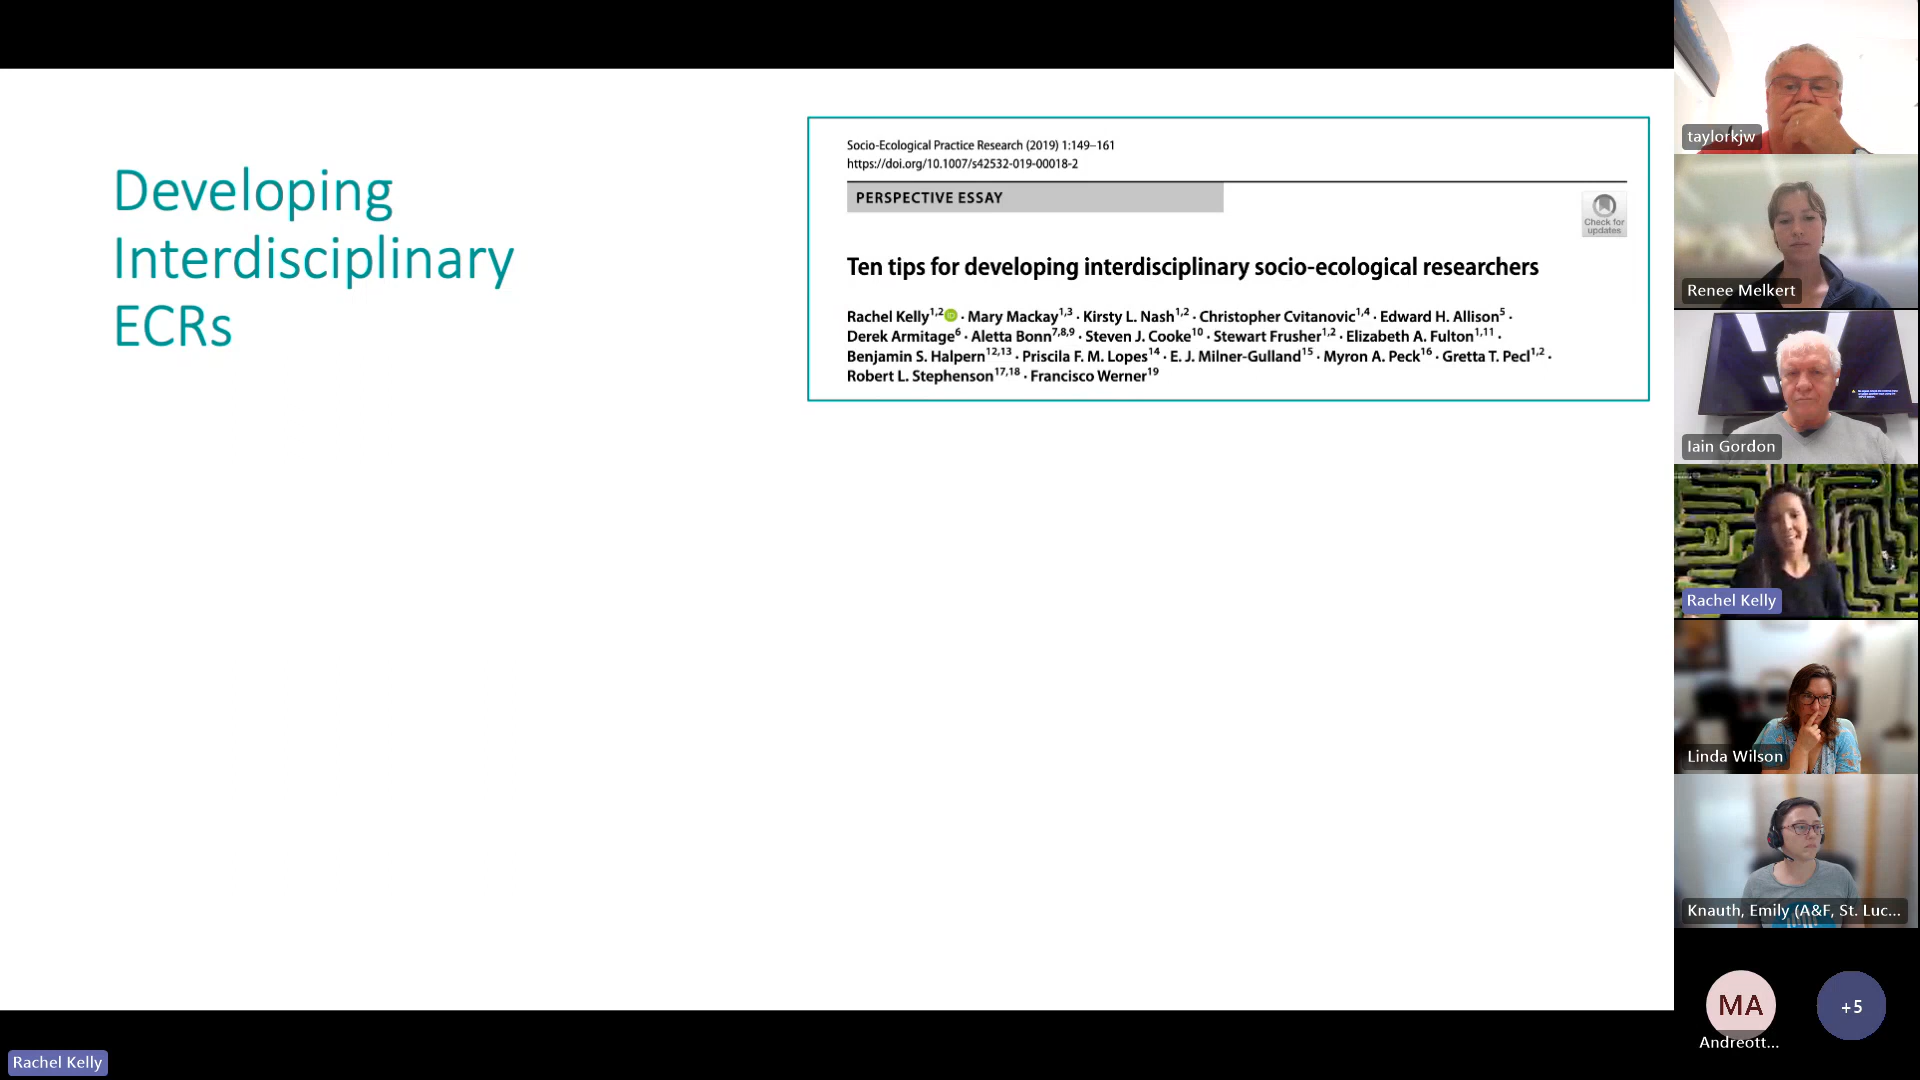 Developing
Interdisciplinary
ECRs
Socio-Ecological Practice Research (2019) 1:149–161
https://doi.org/10.1007/s42532-019-00018-2
PERSPECTIVE ESSAY
Check for
updates
Ten tips for developing interdisciplinary socio-ecological researchers
Rachel Kelly1,2 · Mary Mackay1,3 · Kirsty L. Nash1,2 · Christopher Cvitanovic1,4 · Edward H. Allison5 ·
Derek Armitage6 · Aletta Bonn7,8,9 · Steven J. Cooke10 · Stewart Frusher1,2 · Elizabeth A. Fulton1,11 ·
Benjamin S. Halpern12,13 · Priscila F. M. Lopes14 · E. J. Milner-Gulland15 · Myron A. Peck16 · Gretta T. Pecl1,2 ·
Robert L. Stephenson17,18 · Francisco Werner19
taylorkjw
Renee Melkert
Iain Gordon
Rachel Kelly
Linda Wilson
Knauth, Emily (A&F, St. Luc...
MA
+5
Andreott...
Rachel Kelly